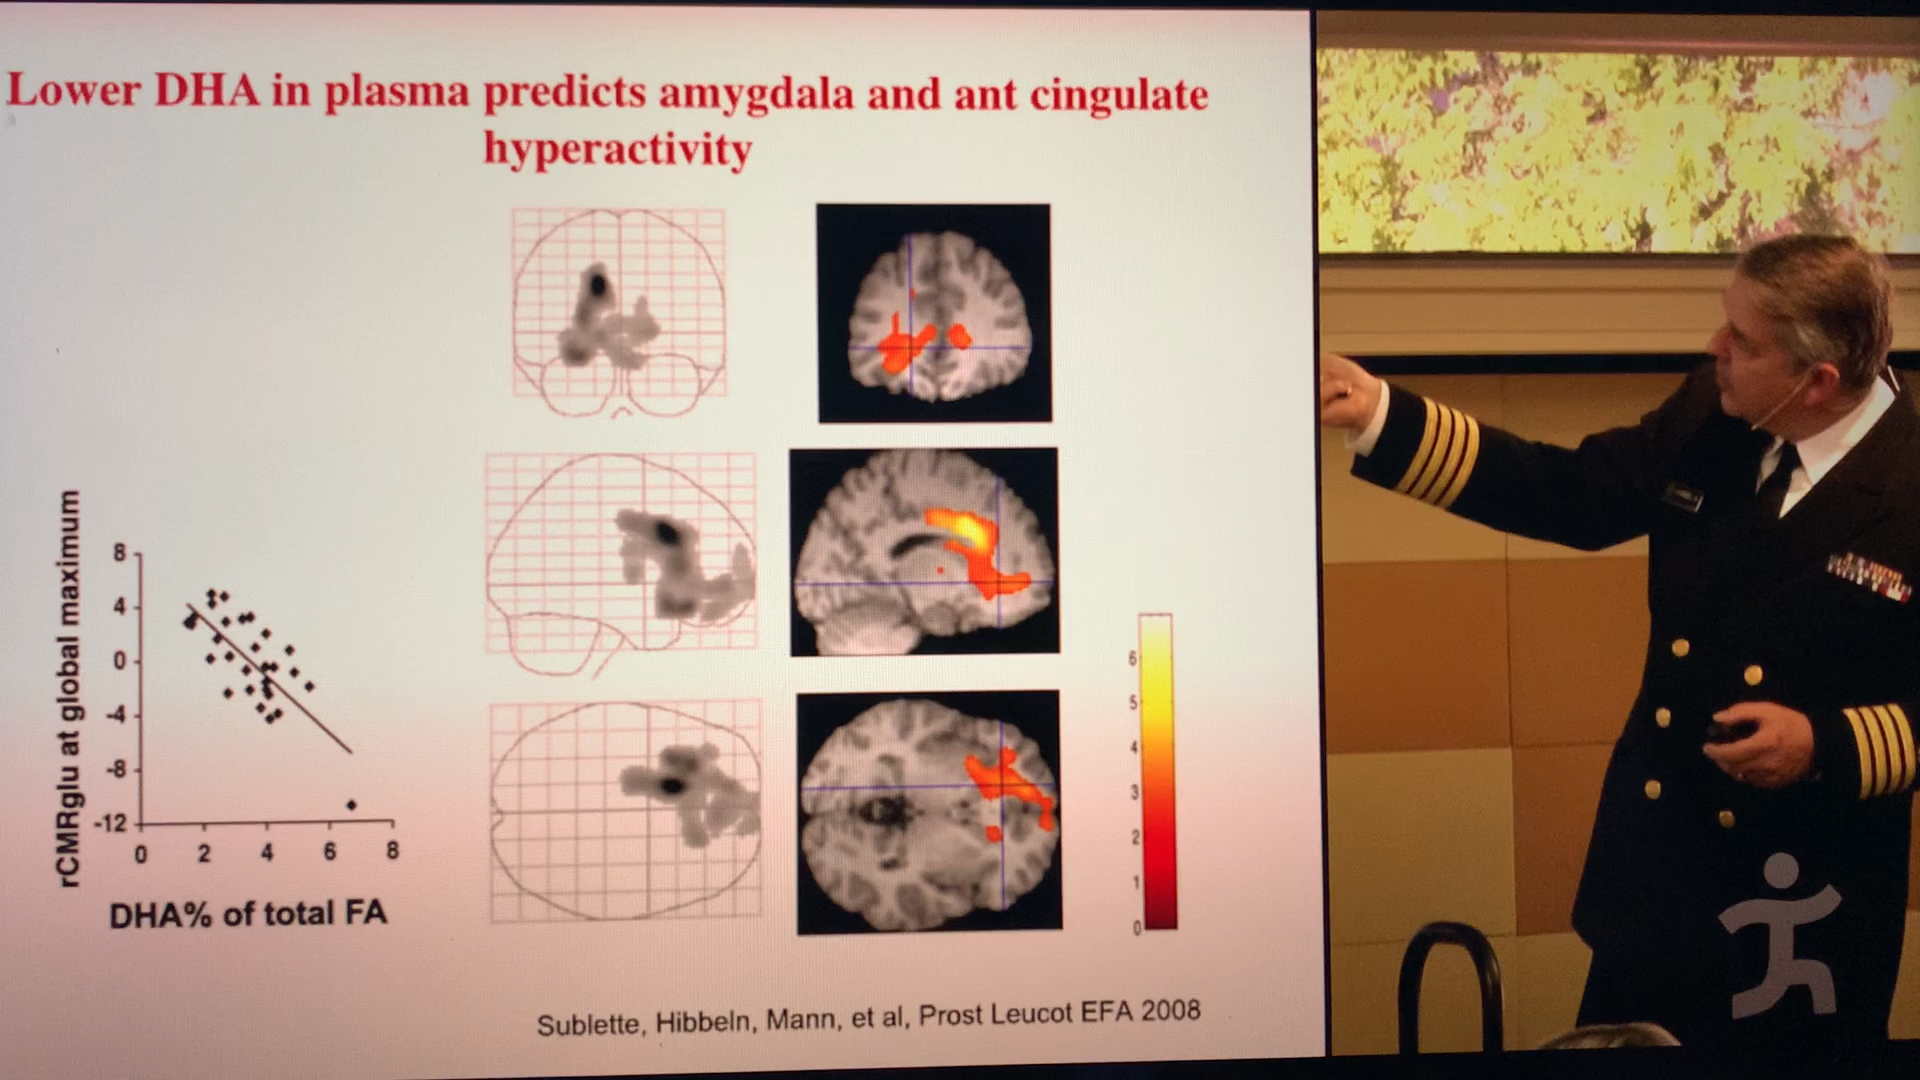 Lower DHA in plasma predicts amygdala and ant cingulate
hyperactivity
rCMRglu at global maximum
8
4
0
-4
-8
-12
0 2 4 6 8
DHA% of total FA
6
5
4
3
2
1
0
Sublette, Hibbeln, Mann, et al, Prost Leucot EFA 2008